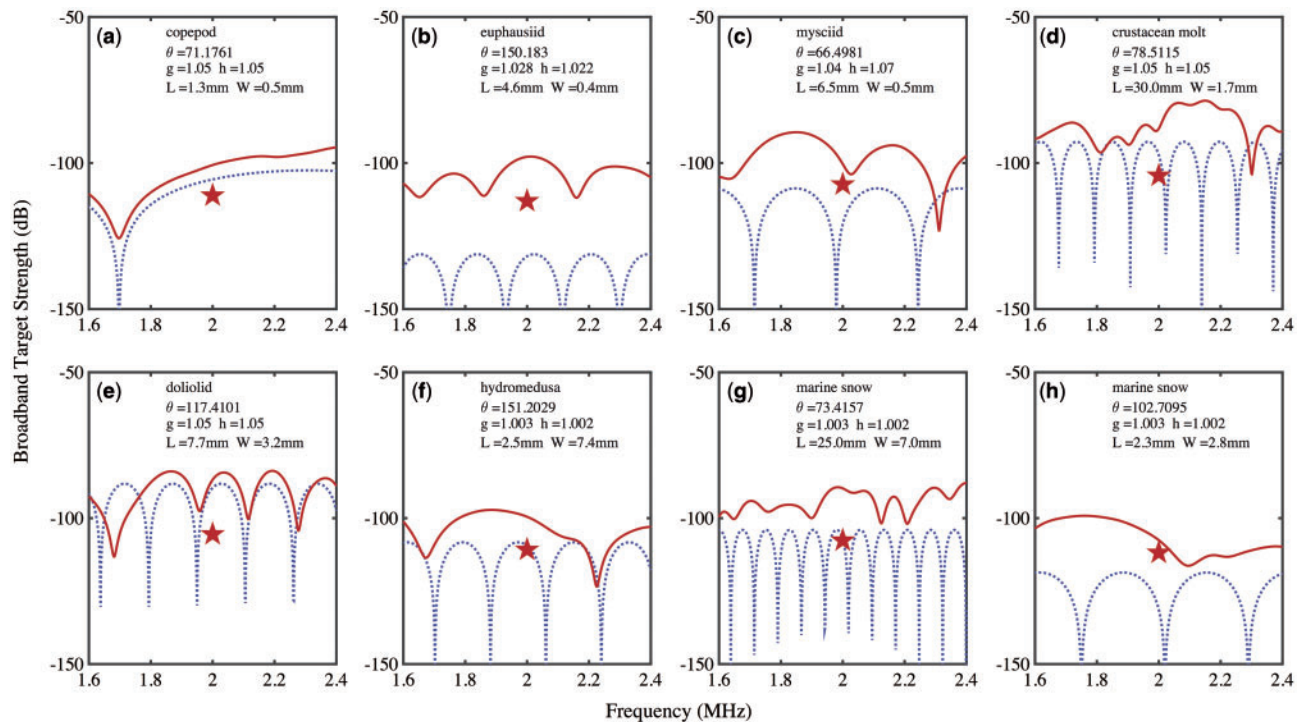 -50
(a)
copepod
θ =71.1761
g =1.05 h =1.05
L =1.3mm W =0.5mm
-100
-150
1.6 1.8 2 2.2 2.4
(b)
euphausiid
θ =150.183
g =1.028 h =1.022
L =4.6mm W =0.4mm
-50
-100
-150
1.6 1.8 2 2.2 2.4
(c)
mysciid
θ =66.4981
g =1.04 h =1.07
L =6.5mm W =0.5mm
-50
-100
-150
1.6 1.8 2 2.2 2.4
(d)
crustacean molt
θ =78.5115
g =1.05 h =1.05
L =30.0mm W =1.7mm
-50
-100
-150
1.6 1.8 2 2.2 2.4
Broadband Target Strength (dB)
-50
(e)
doliolid
θ =117.4101
g =1.05 h =1.05
L =7.7mm W =3.2mm
-100
-150
1.6 1.8 2 2.2 2.4
-50
(f)
hydromedusa
θ =151.2029
g =1.003 h =1.002
L =2.5mm W =7.4mm
-100
-150
1.6 1.8 2 2.2 2.4
-50
(g)
marine snow
θ =73.4157
g =1.003 h =1.002
L =25.0mm W =7.0mm
-100
-150
1.6 1.8 2 2.2 2.4
-50
(h)
marine snow
θ =102.7095
g =1.003 h =1.002
L =2.3mm W =2.8mm
-100
-150
1.6 1.8 2 2.2 2.4
Frequency (MHz)